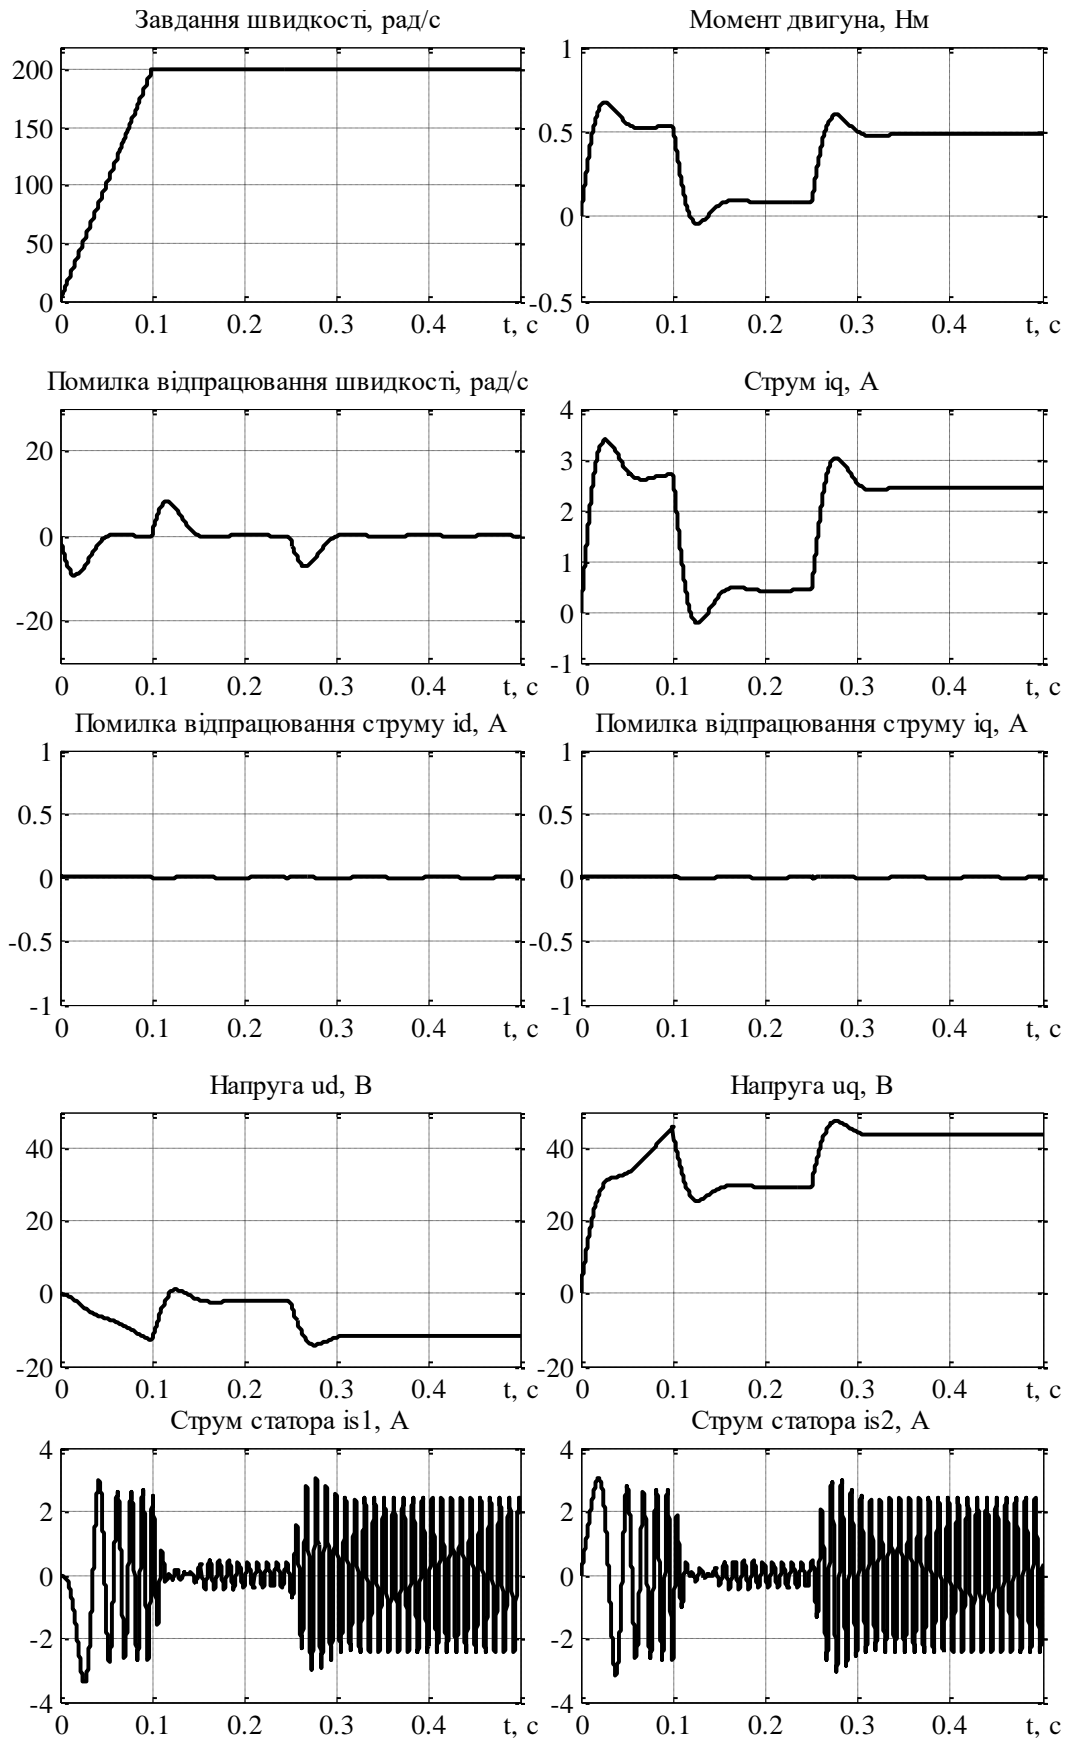 Завдання швидкості, рад/с
200
150
100
50
0
0 0.1 0.2 0.3 0.4 t, с
Момент двигуна, Нм
1
0.5
0
-0.5
0 0.1 0.2 0.3 0.4 t, с
Помилка відпрацювання швидкості, рад/с
20
0
-20
0 0.1 0.2 0.3 0.4 t, с
Струм iq, А
4
3
2
1
0
-1
0 0.1 0.2 0.3 0.4 t, с
Помилка відпрацювання струму id, А
1
0.5
0
-0.5
-1
0 0.1 0.2 0.3 0.4 t, с
Помилка відпрацювання струму iq, А
1
0.5
0
-0.5
-1
0 0.1 0.2 0.3 0.4 t, с
Напруга ud, В
40
20
0
-20
0 0.1 0.2 0.3 0.4 t, с
Напруга uq, В
40
20
0
-20
0 0.1 0.2 0.3 0.4 t, с
Струм статора is1, А
4
2
0
-2
-4
0 0.1 0.2 0.3 0.4 t, с
Струм статора is2, А
4
2
0
-2
-4
0 0.1 0.2 0.3 0.4 t, с